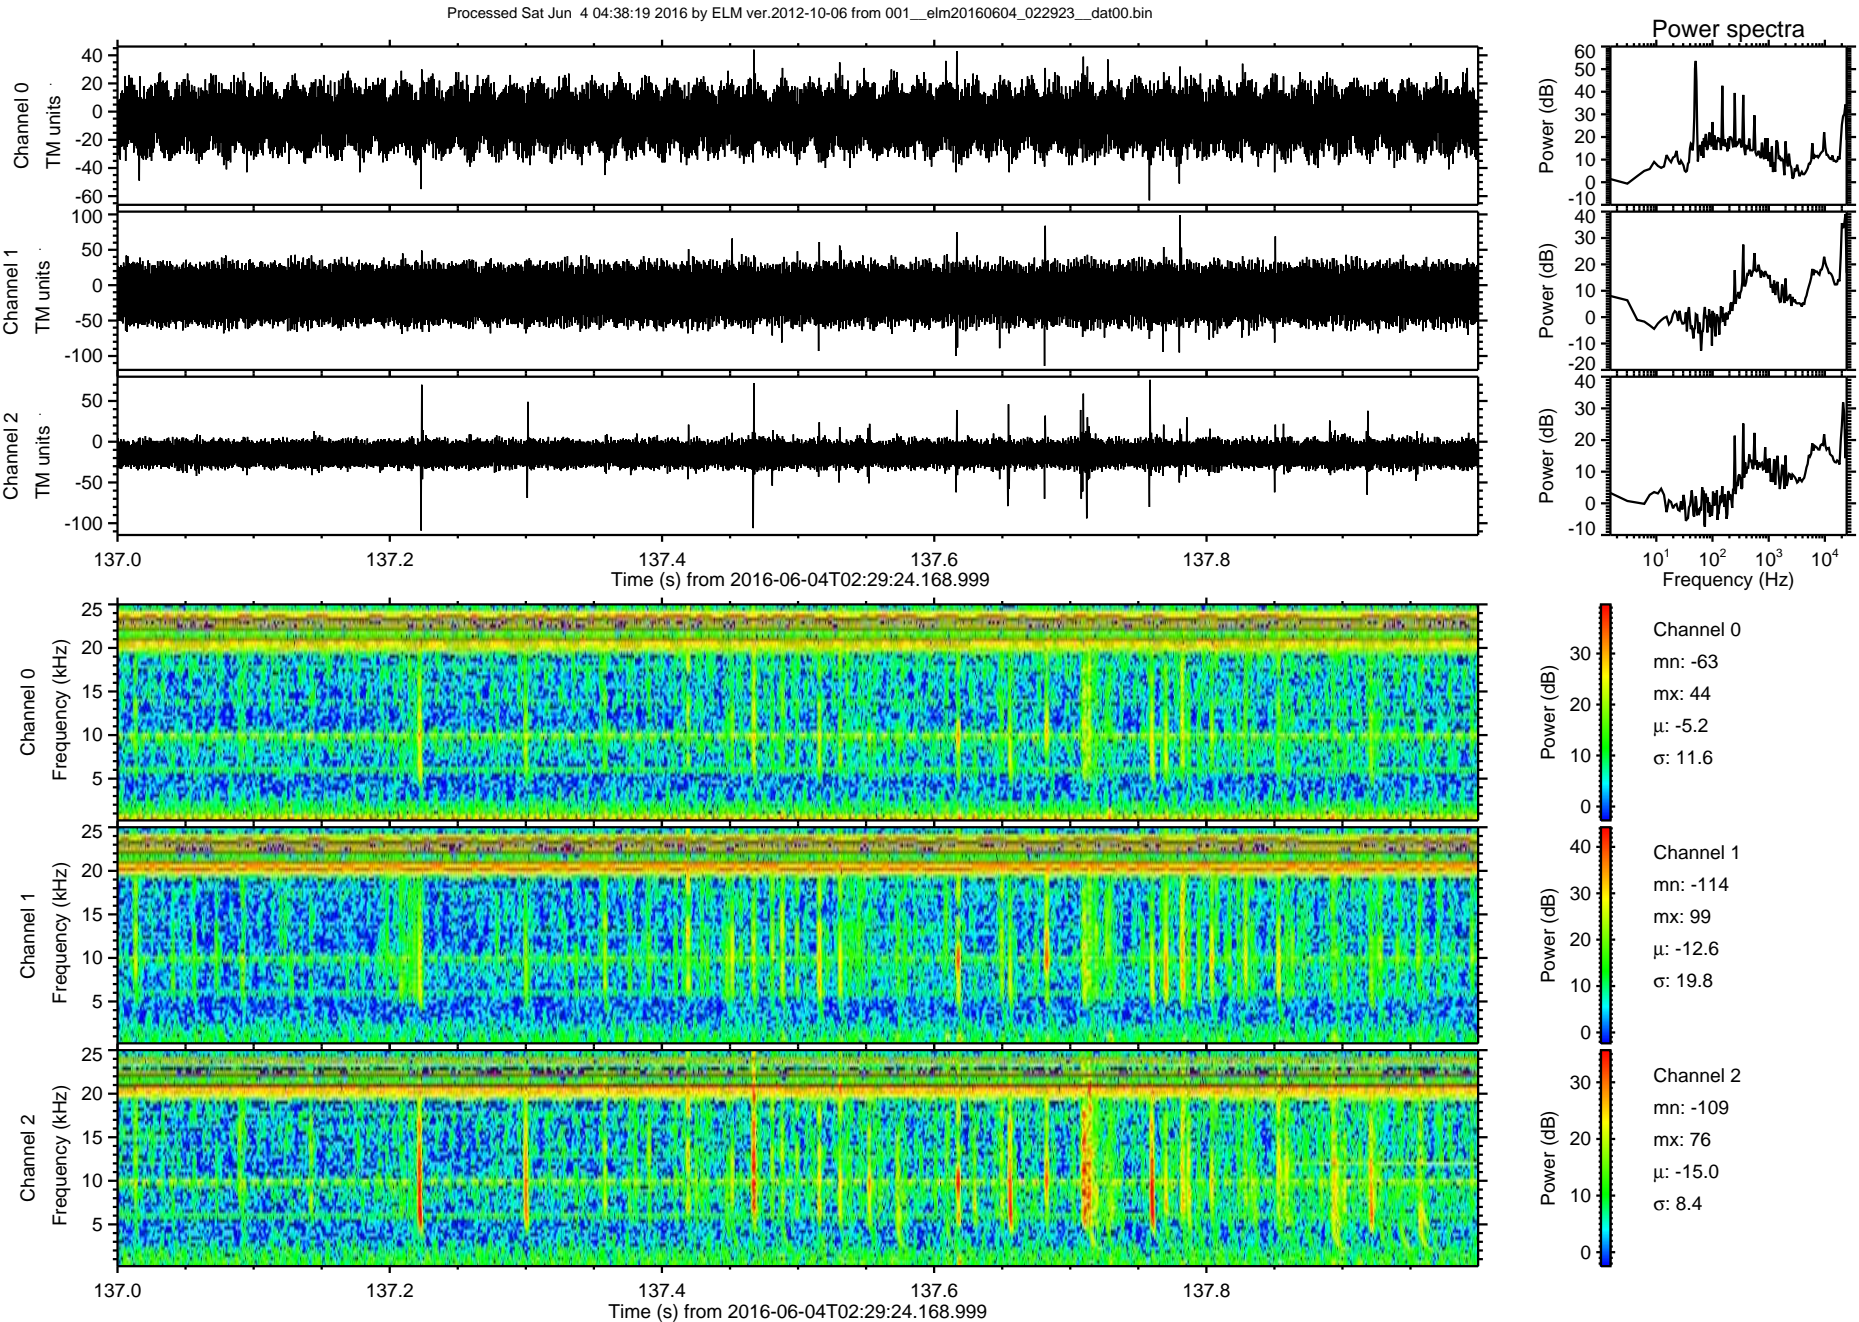 Processed Sat Jun  4 04:38:19 2016 by ELM ver.2012-10-06 from 001__elm20160604_022923__dat00.bin
Power spectra
Channel 0
TM units
40
20
0
-20
-40
-60
Power (dB)
60
50
40
30
20
10
0
-10
Channel 1
TM units
100
50
0
-50
-100
Power (dB)
40
30
20
10
0
-10
-20
Channel 2
TM units
50
0
-50
-100
Power (dB)
40
30
20
10
0
-10
137.0 137.2 137.4 137.6 137.8
Time (s) from 2016-06-04T02:29:24.168.999
10^1 10^2 10^3 10^4
Frequency (Hz)
Channel 0
Frequency (kHz)
25
20
15
10
5
Power (dB)
30
20
10
0
Channel 0
mn: -63
mx: 44
μ: -5.2
σ: 11.6
Channel 1
Frequency (kHz)
25
20
15
10
5
Power (dB)
40
30
20
10
0
Channel 1
mn: -114
mx: 99
μ: -12.6
σ: 19.8
Channel 2
Frequency (kHz)
25
20
15
10
5
Power (dB)
30
20
10
0
Channel 2
mn: -109
mx: 76
μ: -15.0
σ: 8.4
137.0 137.2 137.4 137.6 137.8
Time (s) from 2016-06-04T02:29:24.168.999